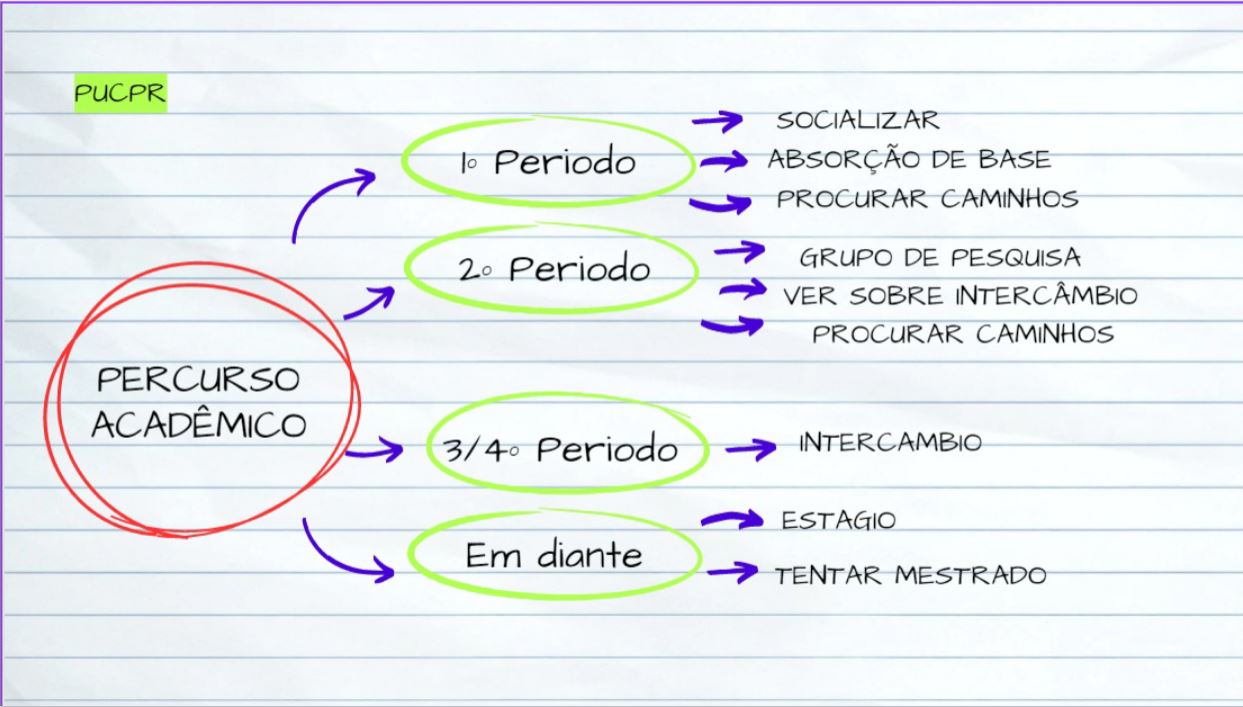 PUCPR
PERCURSO
ACADÊMICO
1º Periodo
SOCIALIZAR
ABSORÇÃO DE BASE
PROCURAR CAMINHOS
2º Periodo
GRUPO DE PESQUISA
VER SOBRE INTERCÂMBIO
PROCURAR CAMINHOS
3/4º Periodo
INTERCAMBIO
Em diante
ESTAGIO
TENTAR MESTRADO